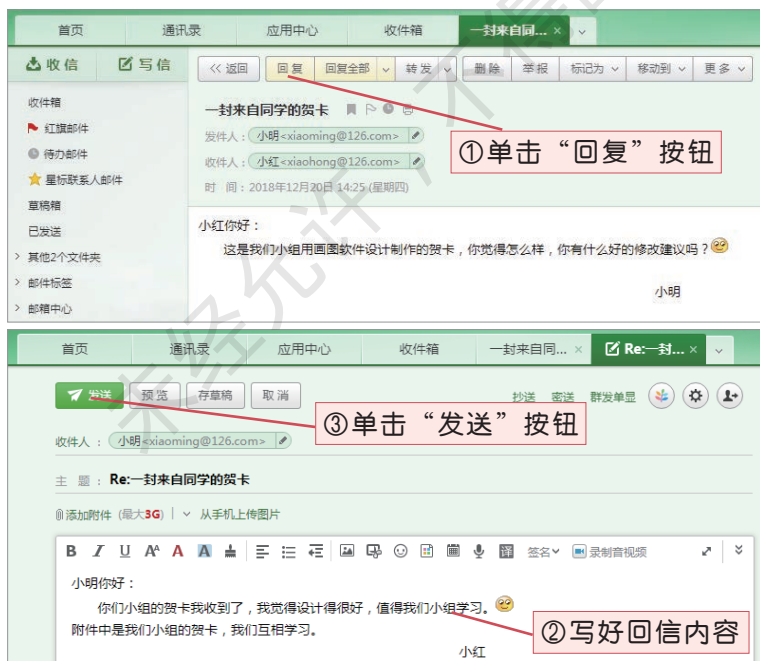 首页 通讯录 应用中心 收件箱 一封来自同... ×
收信 写信 << 返回 回复 回复全部 转发 删除 举报 标记为 移动到 更多
收件箱
红旗邮件
待办邮件
星标联系人邮件
草稿箱
已发送
其他2个文件夹
邮件标签
邮箱中心
一封来自同学的贺卡
发件人：小明<xiaoming@126.com>
收件人：小红<xiaohong@126.com>
时 间：2018年12月20日 14:25 (星期四)
①单击“回复”按钮
小红你好：
这是我们小组用画图软件设计制作的贺卡，你觉得怎么样，你有什么好的修改建议吗？
小明
首页 通讯录 应用中心 收件箱 一封来自同... × Re:一封... ×
发送 预览 存草稿 取消 抄送 密送 群发单显
③单击“发送”按钮
收件人：小明<xiaoming@126.com>
主 题：Re:一封来自同学的贺卡
添加附件 (最大3G) | 从手机上传图片
B I U AA A A 译 签名 录制音视频
小明你好：
你们小组的贺卡我收到了，我觉得设计得很好，值得我们小组学习。
附件中是我们小组的贺卡，我们互相学习。
②写好回信内容
小红
未经允许，不得